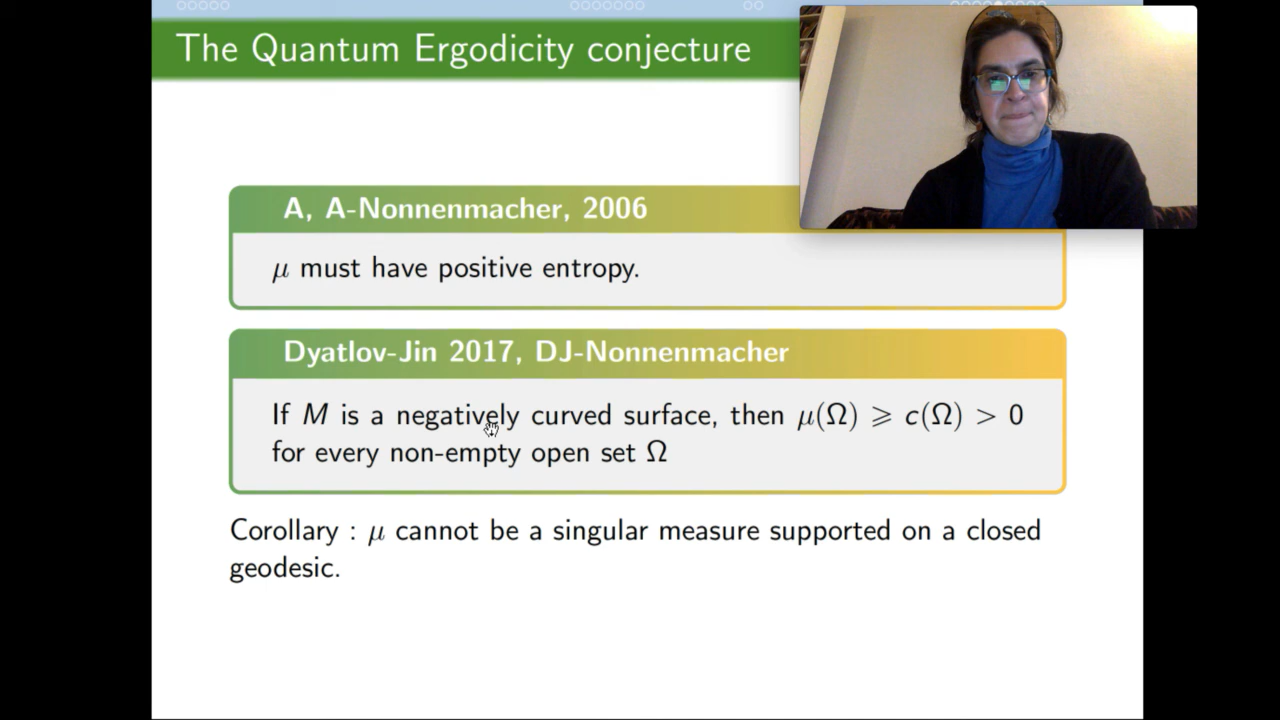 The Quantum Ergodicity conjecture
A, A-Nonnenmacher, 2006
μ must have positive entropy.
Dyatlov-Jin 2017, DJ-Nonnenmacher
If M is a negatively curved surface, then μ(Ω) ⩾ c(Ω) > 0
for every non-empty open set Ω
Corollary : μ cannot be a singular measure supported on a closed
geodesic.